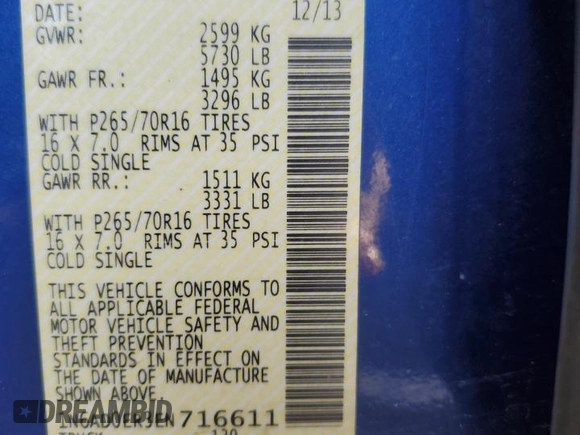 DATE: 12/13
GVWR: 2599 KG
5730 LB
GAWR FR.: 1495 KG
3296 LB
WITH P265/70R16 TIRES
16 X 7.0 RIMS AT 35 PSI
COLD SINGLE
GAWR RR.: 1511 KG
3331 LB
WITH P265/70R16 TIRES
16 X 7.0 RIMS AT 35 PSI
COLD SINGLE
THIS VEHICLE CONFORMS TO
ALL APPLICABLE FEDERAL
MOTOR VEHICLE SAFETY AND
THEFT PREVENTION
STANDARDS IN EFFECT ON
THE DATE OF MANUFACTURE
SHOWN ABOVE.
1N6AD0ER3EN716611
DREAMBID
TRUCK 120